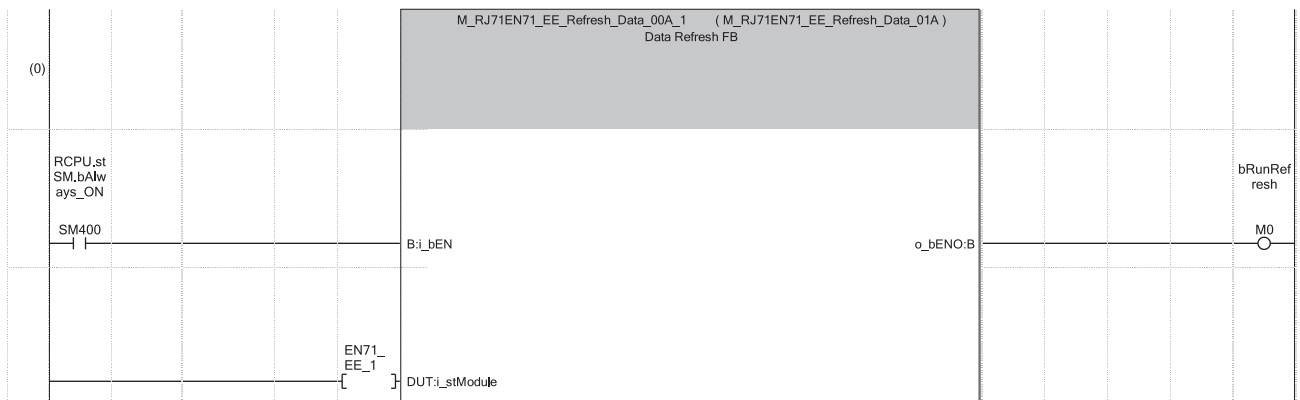 M_RJ71EN71_EE_Refresh_Data_00A_1 ( M_RJ71EN71_EE_Refresh_Data_01A )
Data Refresh FB
(0)
RCPU.st
SM.bAlw
ays_ON
bRunRef
resh
SM400
M0
B:i_bEN
o_bENO:B
EN71_
EE_1
DUT:i_stModule